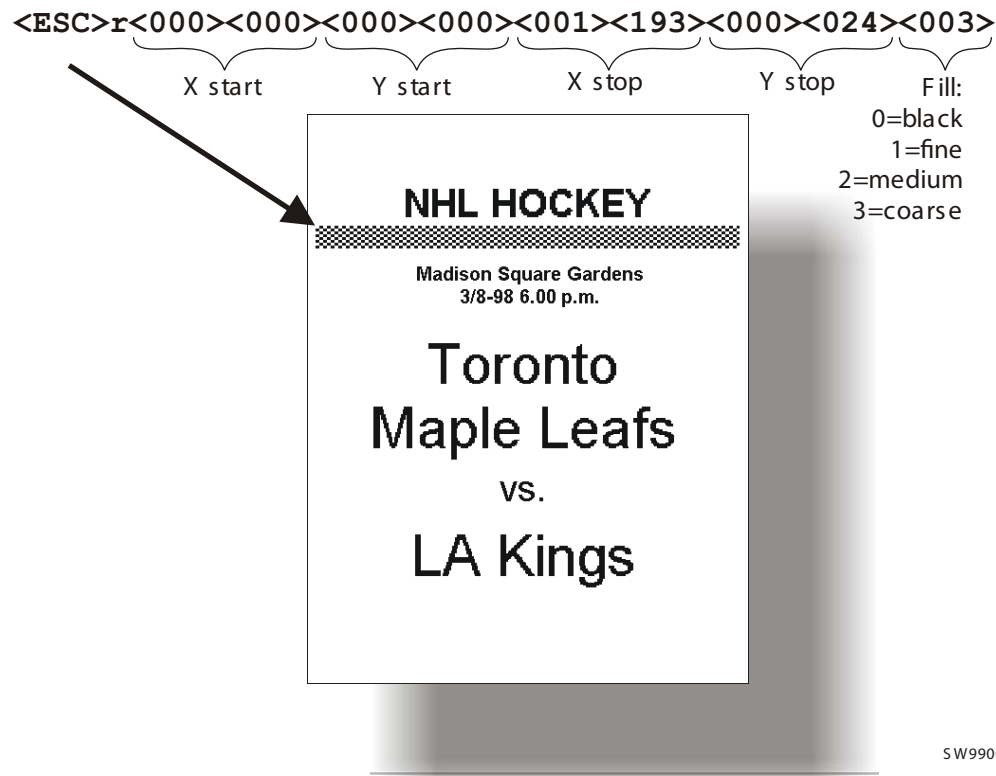 <ESC>r<000><000><000><000><001><193><000><024><003>
X start Y start X stop Y stop Fill:
0=black
1=fine
2=medium
3=coarse
NHL HOCKEY
Madison Square Gardens
3/8-98 6.00 p.m.
Toronto
Maple Leafs
vs.
LA Kings
SW990